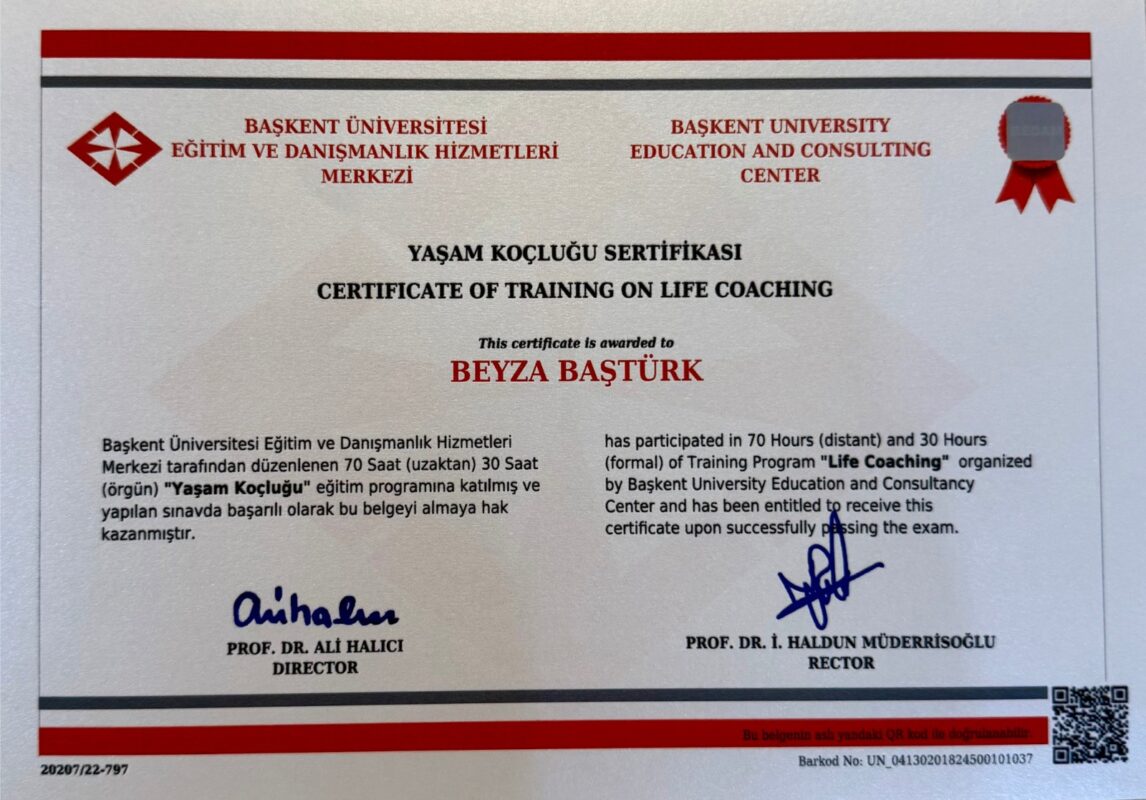 BAŞKENT ÜNİVERSİTESİ
EĞİTİM VE DANIŞMANLIK HİZMETLERİ
MERKEZİ
BAŞKENT UNIVERSITY
EDUCATION AND CONSULTING
CENTER
YAŞAM KOÇLUĞU SERTİFİKASI
CERTIFICATE OF TRAINING ON LIFE COACHING
This certificate is awarded to
BEYZA BAŞTÜRK
Başkent Üniversitesi Eğitim ve Danışmanlık Hizmetleri
Merkezi tarafından düzenlenen 70 Saat (uzaktan) 30 Saat
(örgün) "Yaşam Koçluğu" eğitim programına katılmış ve
yapılan sınavda başarılı olarak bu belgeyi almaya hak
kazanmıştır.
has participated in 70 Hours (distant) and 30 Hours
(formal) of Training Program "Life Coaching" organized
by Başkent University Education and Consultancy
Center and has been entitled to receive this
certificate upon successfully passing the exam.
PROF. DR. ALİ HALICI
DIRECTOR
PROF. DR. İ. HALDUN MÜDERRİSOĞLU
RECTOR
Bu belgenin aslı yandaki QR kod ile doğrulanabilir.
Barkod No: UN_04130201824500101037
20207/22-797